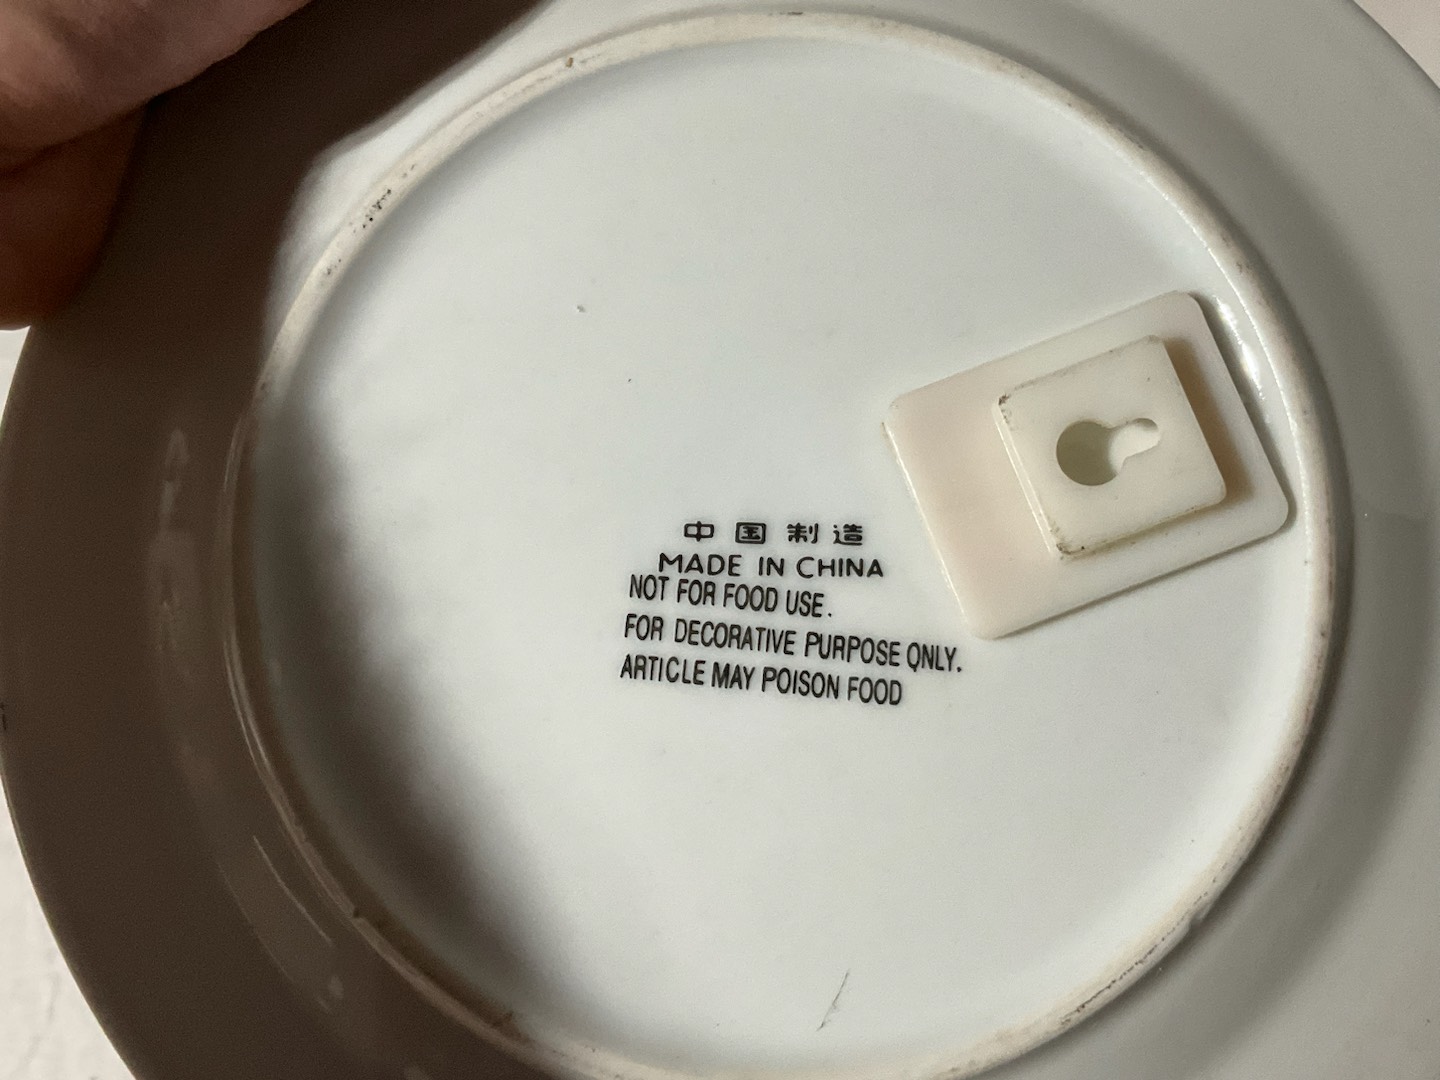 中国制造
MADE IN CHINA
NOT FOR FOOD USE.
FOR DECORATIVE PURPOSE ONLY.
ARTICLE MAY POISON FOOD